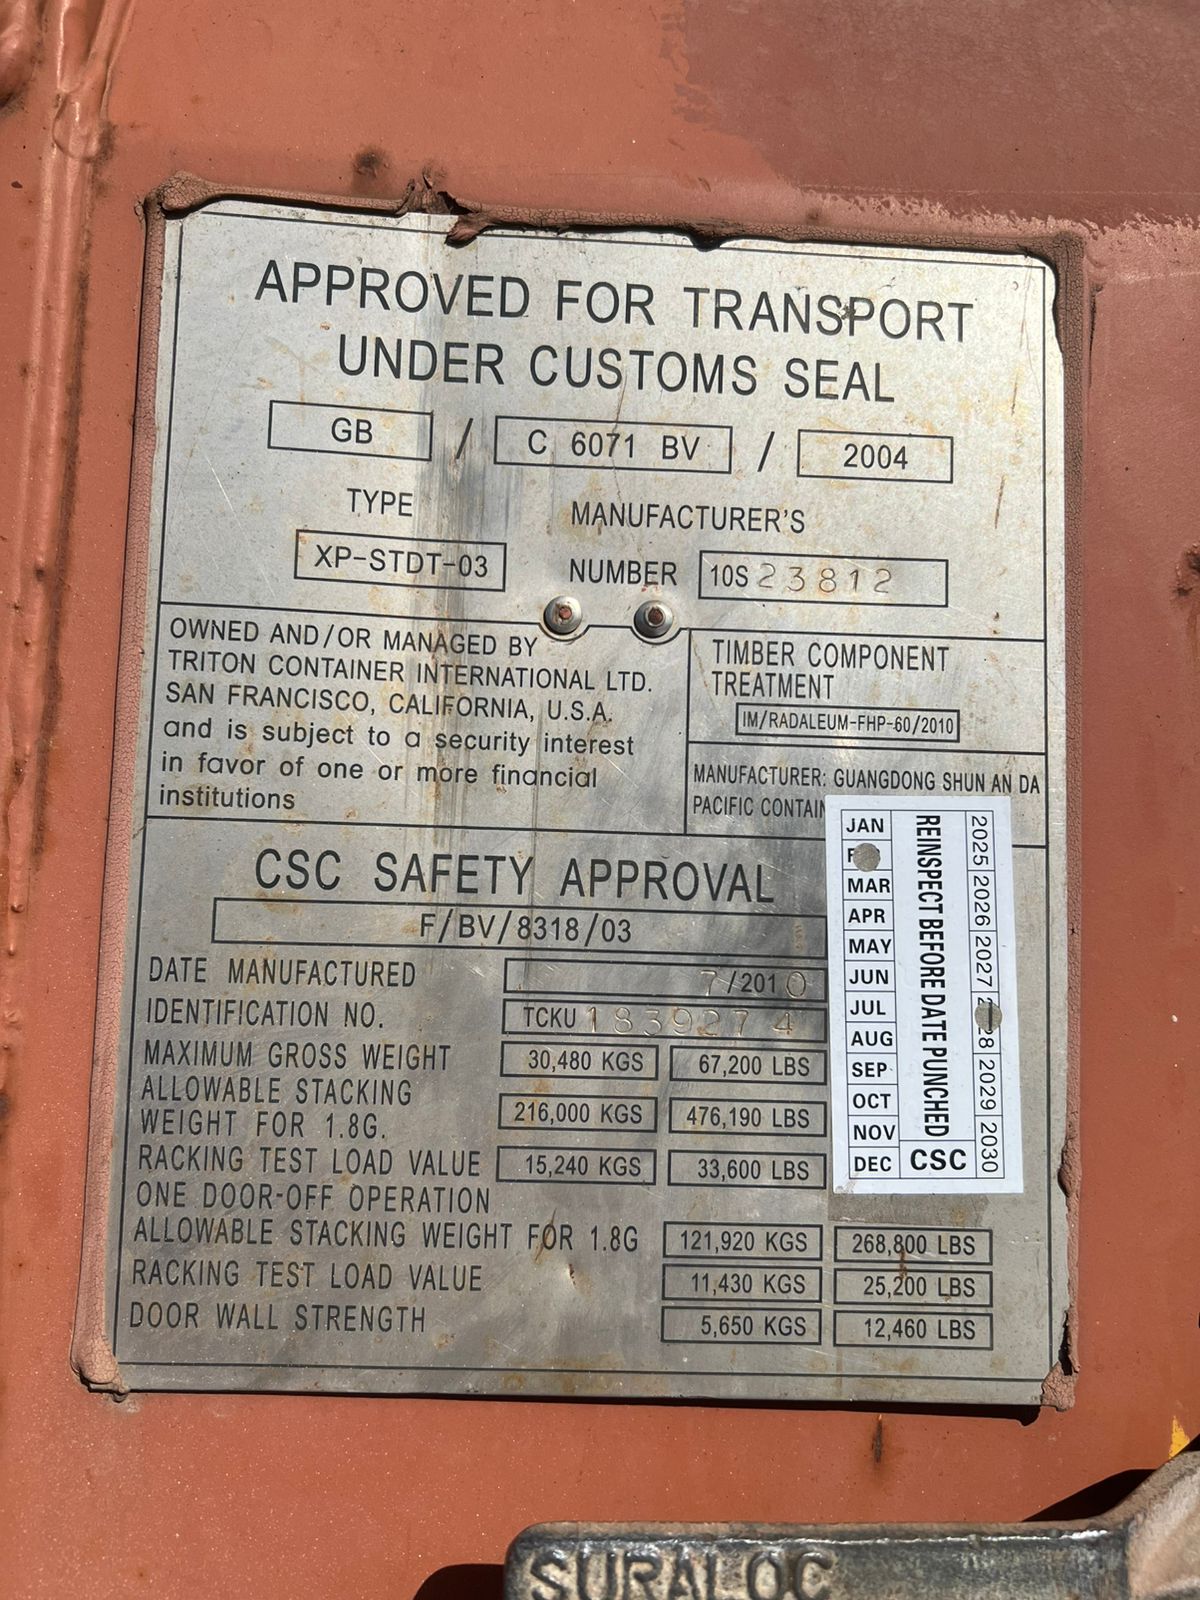 APPROVED FOR TRANSPORT
UNDER CUSTOMS SEAL
GB / C 6071 BV / 2004
TYPE
XP-STDT-03
MANUFACTURER'S
NUMBER 10S 23812
OWNED AND/OR MANAGED BY
TRITON CONTAINER INTERNATIONAL LTD.
SAN FRANCISCO, CALIFORNIA, U.S.A.
and is subject to a security interest
in favor of one or more financial
institutions
TIMBER COMPONENT
TREATMENT
IM/RADALEUM-FHP-60/2010
MANUFACTURER: GUANGDONG SHUN AN DA
PACIFIC
CSC SAFETY APPROVAL
F/BV/8318/03
DATE MANUFACTURED 7/2010
IDENTIFICATION NO. TCKU 1839274
MAXIMUM GROSS WEIGHT 30,480 KGS 67,200 LBS
ALLOWABLE STACKING
WEIGHT FOR 1.8G. 216,000 KGS 476,190 LBS
RACKING TEST LOAD VALUE 15,240 KGS 33,600 LBS
ONE DOOR-OFF OPERATION
ALLOWABLE STACKING WEIGHT FOR 1.8G 121,920 KGS 268,800 LBS
RACKING TEST LOAD VALUE 11,430 KGS 25,200 LBS
DOOR WALL STRENGTH 5,650 KGS 12,460 LBS
JAN
MAR
APR
MAY
JUN
JUL
AUG
SEP
OCT
NOV
DEC
REINSPECT BEFORE DATE PUNCHED
CSC
2025 2026 2027 2029 2030
SURALOC